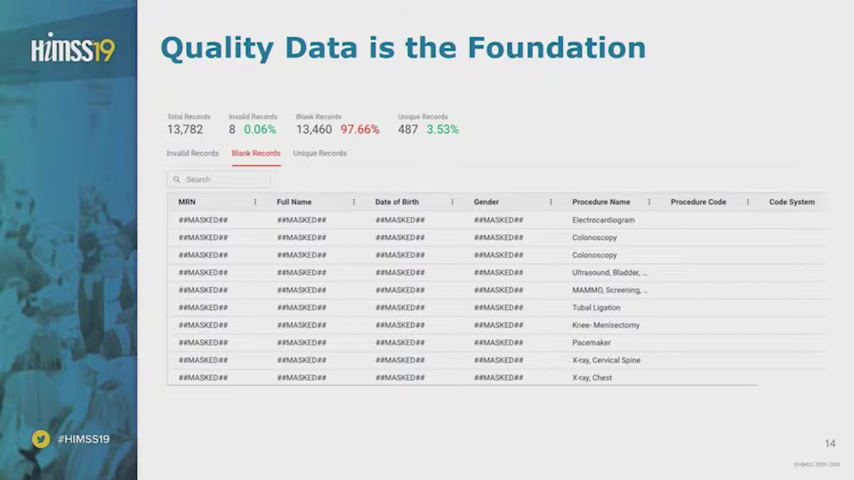 HiMSS19
Quality Data is the Foundation
Total Records Invalid Records Blank Records Unique Records
13,782 8 0.06% 13,460 97.66% 487 3.53%
Invalid Records Blank Records Unique Records
Search
MRN Full Name Date of Birth Gender Procedure Name Procedure Code Code System
##MASKED## ##MASKED## ##MASKED## ##MASKED## Electrocardiogram
##MASKED## ##MASKED## ##MASKED## ##MASKED## Colonoscopy
##MASKED## ##MASKED## ##MASKED## ##MASKED## Colonoscopy
##MASKED## ##MASKED## ##MASKED## ##MASKED## Ultrasound, Bladder, ...
##MASKED## ##MASKED## ##MASKED## ##MASKED## MAMMO, Screening, ...
##MASKED## ##MASKED## ##MASKED## ##MASKED## Tubal Ligation
##MASKED## ##MASKED## ##MASKED## ##MASKED## Knee- Menisectomy
##MASKED## ##MASKED## ##MASKED## ##MASKED## Pacemaker
##MASKED## ##MASKED## ##MASKED## ##MASKED## X-ray, Cervical Spine
##MASKED## ##MASKED## ##MASKED## ##MASKED## X-ray, Chest
#HIMSS19
14